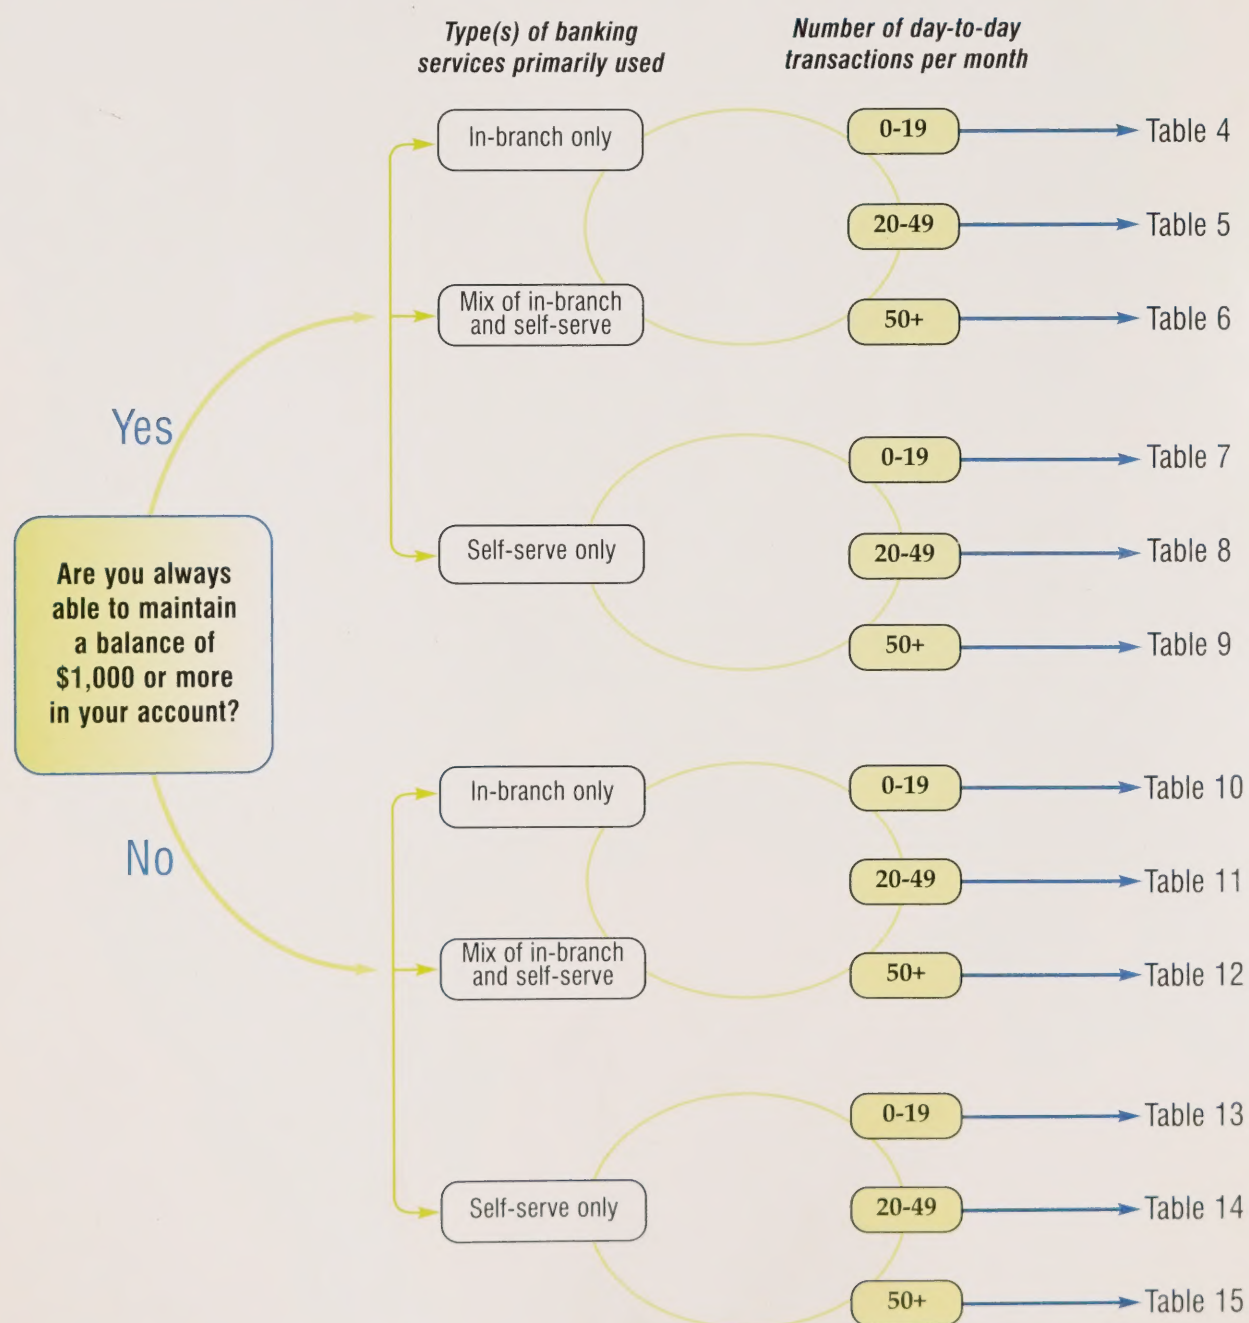 Type(s) of banking
services primarily used
Number of day-to-day
transactions per month
In-branch only
0-19
Table 4
20-49
Table 5
Mix of in-branch
and self-serve
50+
Table 6
Yes
0-19
Table 7
Self-serve only
20-49
Table 8
50+
Table 9
Are you always
able to maintain
a balance of
$1,000 or more
in your account?
In-branch only
0-19
Table 10
No
20-49
Table 11
Mix of in-branch
and self-serve
50+
Table 12
0-19
Table 13
Self-serve only
20-49
Table 14
50+
Table 15